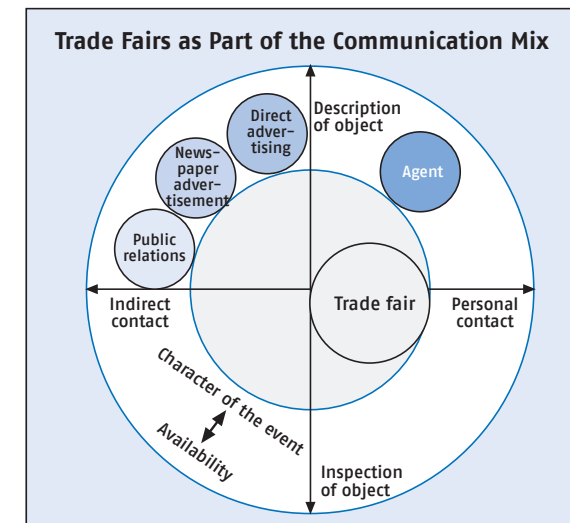 Trade Fairs as Part of the Communication Mix
Description
of object
Direct
adver-
tising
News-
paper
adver-
tisement
Agent
Public
relations
Indirect
contact
Trade fair
Personal
contact
Character of the event
Availability
Inspection
of object